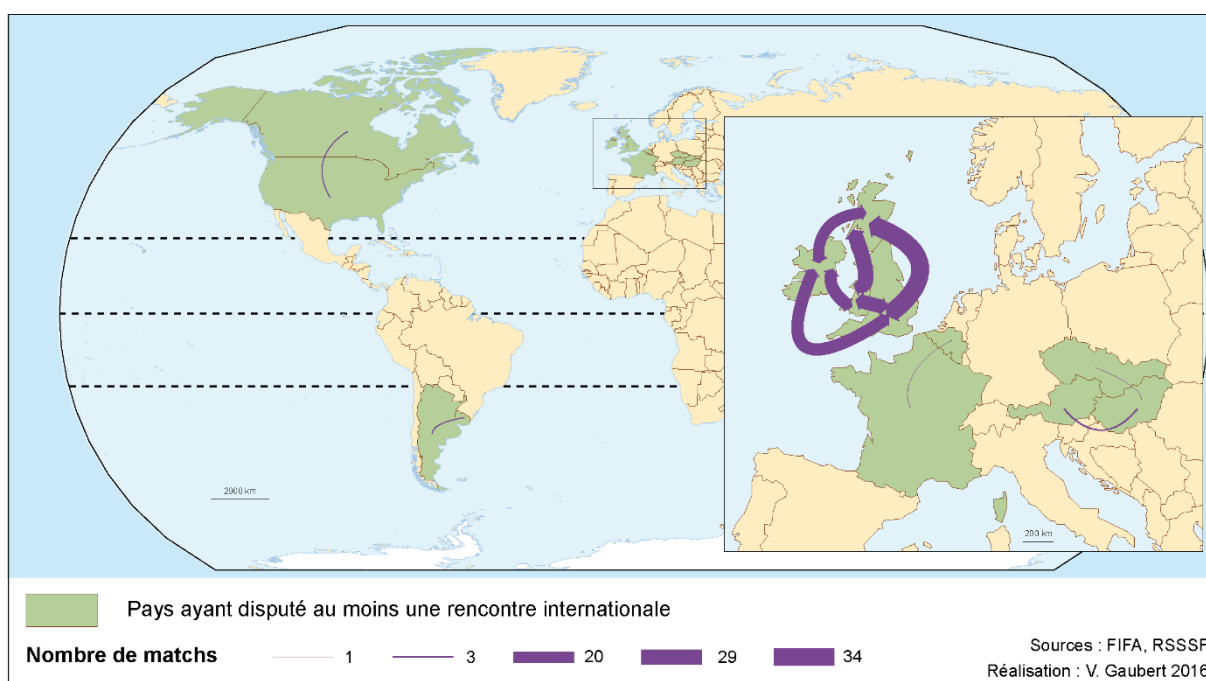 2000 km
200 km
Pays ayant disputé au moins une rencontre internationale
Nombre de matchs 1 3 20 29 34
Sources : FIFA, RSSSF
Réalisation : V. Gaubert 2016